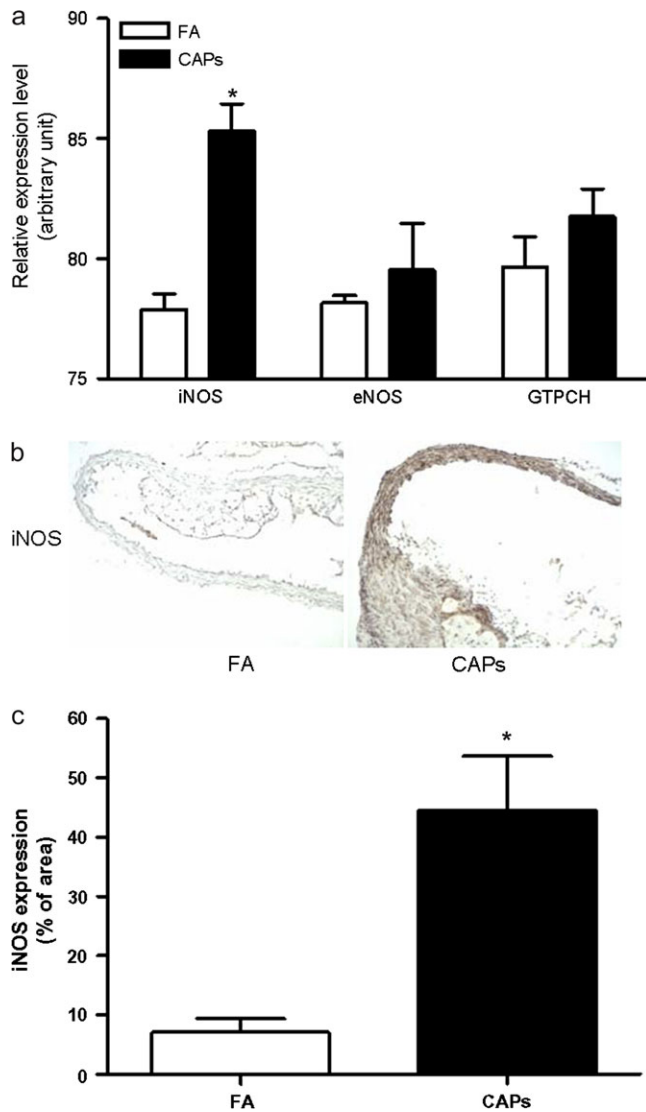 a
90
85
80
75
Relative expression level
(arbitrary unit)
FA
CAPs
*
iNOS
eNOS
GTPCH
b
iNOS
FA
CAPs
c
60
50
40
30
20
10
0
iNOS expression
(% of area)
*
FA
CAPs